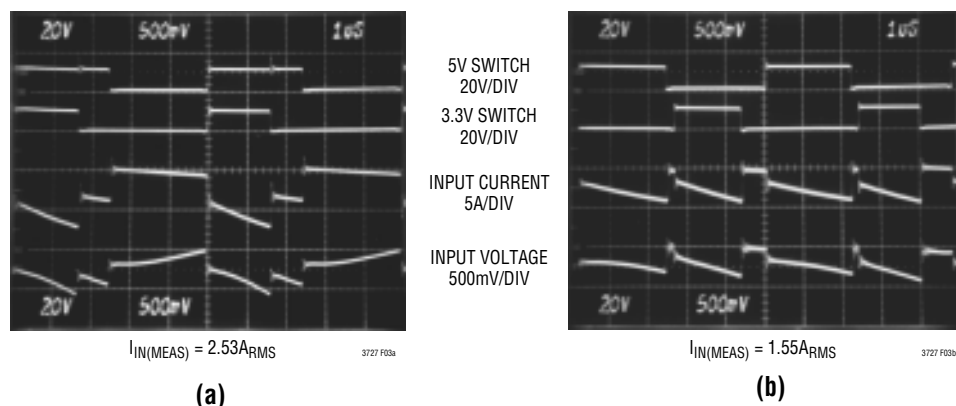 20V 500mV 1uS
20V 500mV
5V SWITCH
20V/DIV
3.3V SWITCH
20V/DIV
INPUT CURRENT
5A/DIV
INPUT VOLTAGE
500mV/DIV
20V 500mV 1uS
20V 500mV
IIN(MEAS) = 2.53ARMS
3727 F03a
(a)
IIN(MEAS) = 1.55ARMS
3727 F03b
(b)